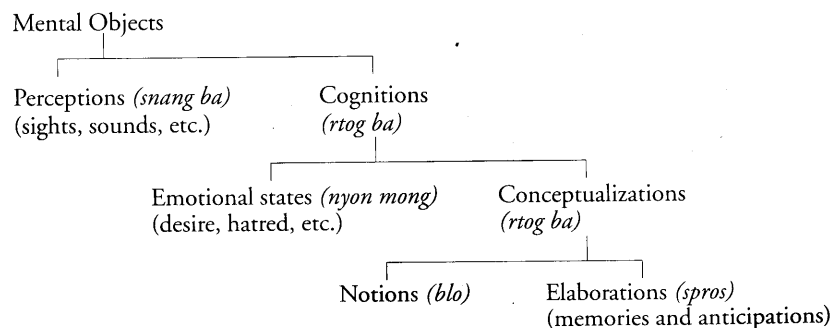 Mental Objects
Perceptions (snang ba)
(sights, sounds, etc.)
Cognitions
(rtog ba)
Emotional states (nyon mong)
(desire, hatred, etc.)
Conceptualizations
(rtog ba)
Notions (blo)
Elaborations (spros)
(memories and anticipations)